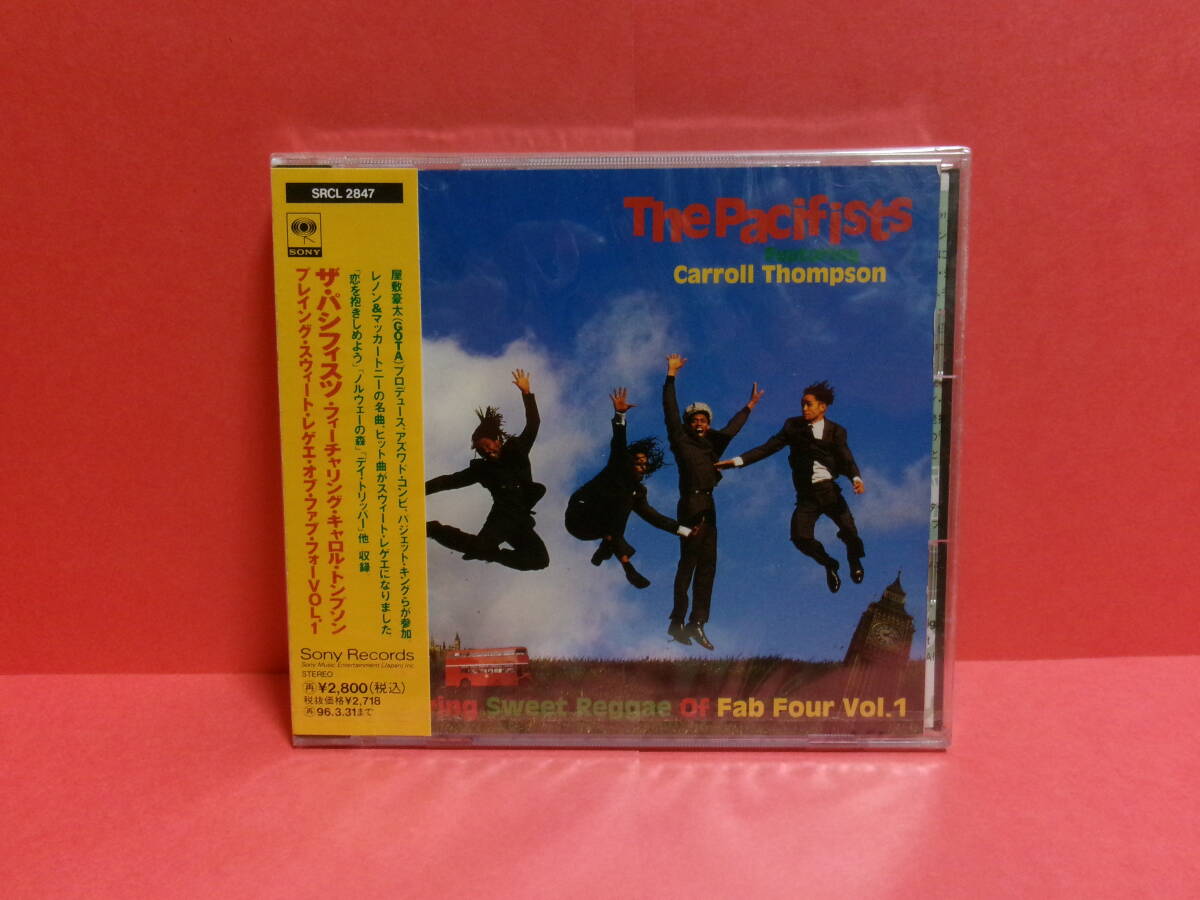 SRCL 2847
SONY
ザ・パシフィスツ・フィーチャリング・キャロル・トンプソン
プレイング・スウィート・レゲエ・オブ・ファブ・フォーVOL.1
屋敷豪太(GOTA)プロデュース、アズワド・コンビ、パジェット・キングらが参加
レノン&マッカートニーの名曲、ヒット曲がスウィート・レゲエになりました
「恋を抱きしめよう」「ノルウェーの森」「デイ・トリッパー」他 収録
Sony Records
Sony Music Entertainment (Japan) Inc.
STEREO
再¥2,800(税込)
税抜価格¥2,718
再96.3.31まで
The Pacifists
Featuring
Carroll Thompson
Sweet Reggae Of Fab Four Vol.1